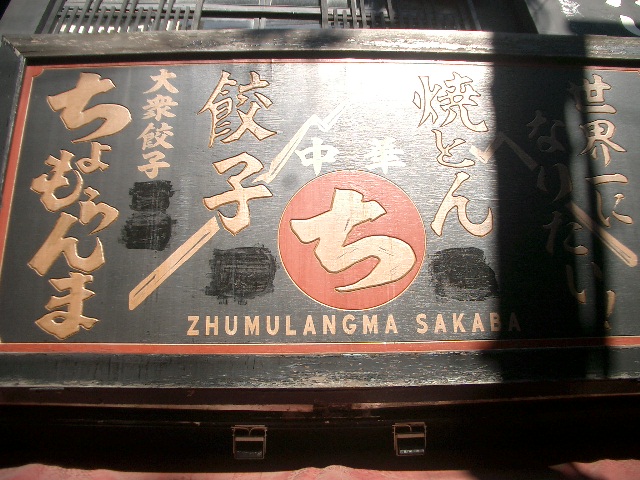 世界一に
なりたい!
焼とん
中華
ち
餃子
大衆餃子
ちょもらんま
ZHUMULANGMA SAKABA